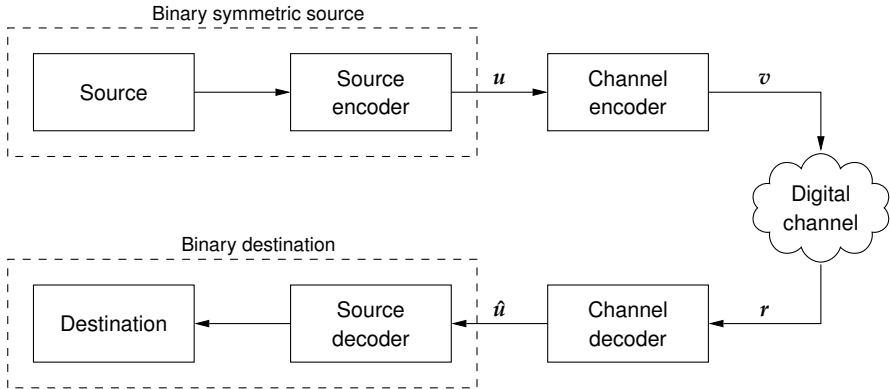 Binary symmetric source
Source
Source
encoder
u
Channel
encoder
v
Digital
channel
Binary destination
Destination
Source
decoder
û
Channel
decoder
r